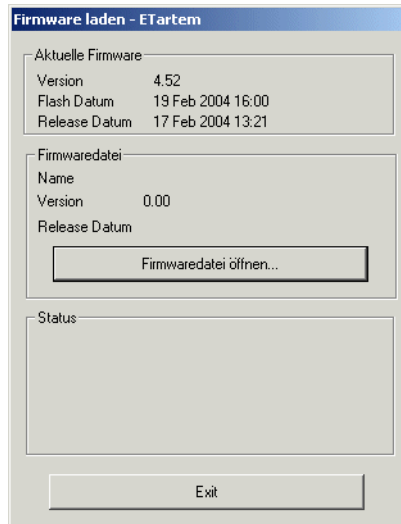 Firmware laden - ETartem
Aktuelle Firmware
Version 4.52
Flash Datum 19 Feb 2004 16:00
Release Datum 17 Feb 2004 13:21
Firmwaredatei
Name
Version 0.00
Release Datum
Firmwaredatei öffnen...
Status
Exit